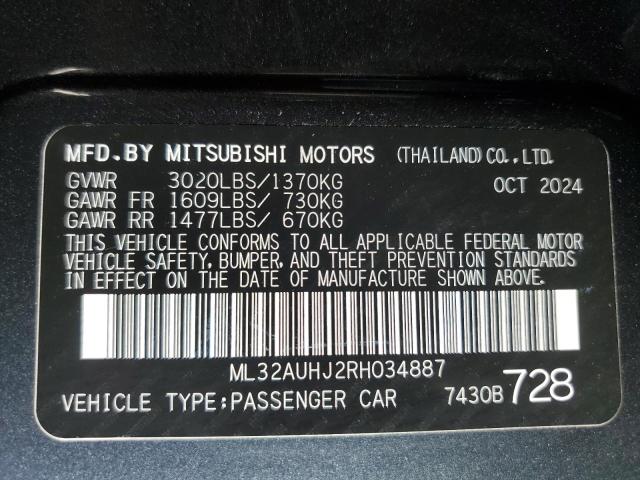 MFD.BY MITSUBISHI MOTORS (THAILAND)CO.,LTD.
GVWR 3020LBS/1370KG OCT 2024
GAWR FR 1609LBS/ 730KG
GAWR RR 1477LBS/ 670KG
THIS VEHICLE CONFORMS TO ALL APPLICABLE FEDERAL MOTOR
VEHICLE SAFETY, BUMPER, AND THEFT PREVENTION STANDARDS
IN EFFECT ON THE DATE OF MANUFACTURE SHOWN ABOVE.
ML32AUHJ2RH034887
VEHICLE TYPE:PASSENGER CAR 7430B 728